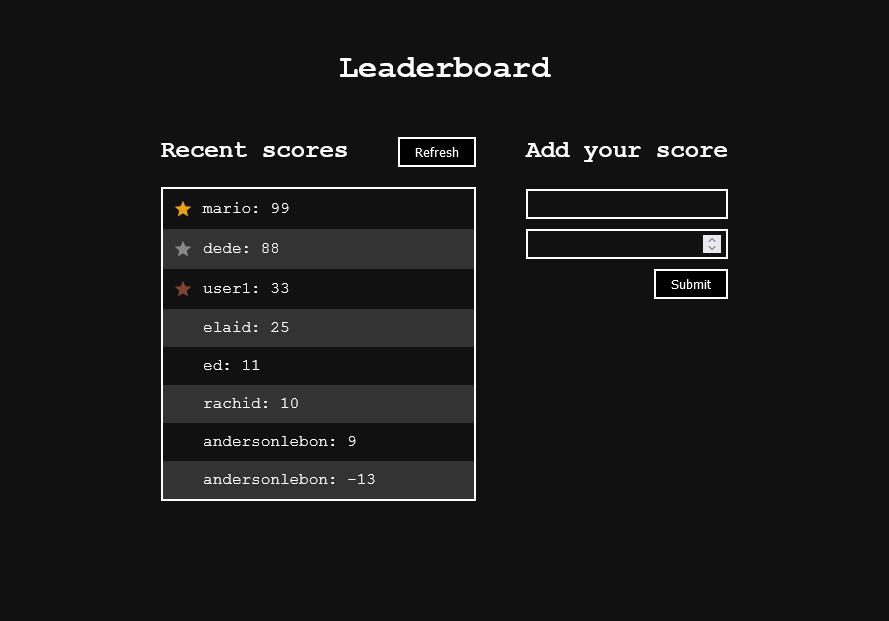 Leaderboard
Recent scores
Refresh
mario: 99
dede: 88
user1: 33
elaid: 25
ed: 11
rachid: 10
andersonlebon: 9
andersonlebon: -13
Add your score
Submit